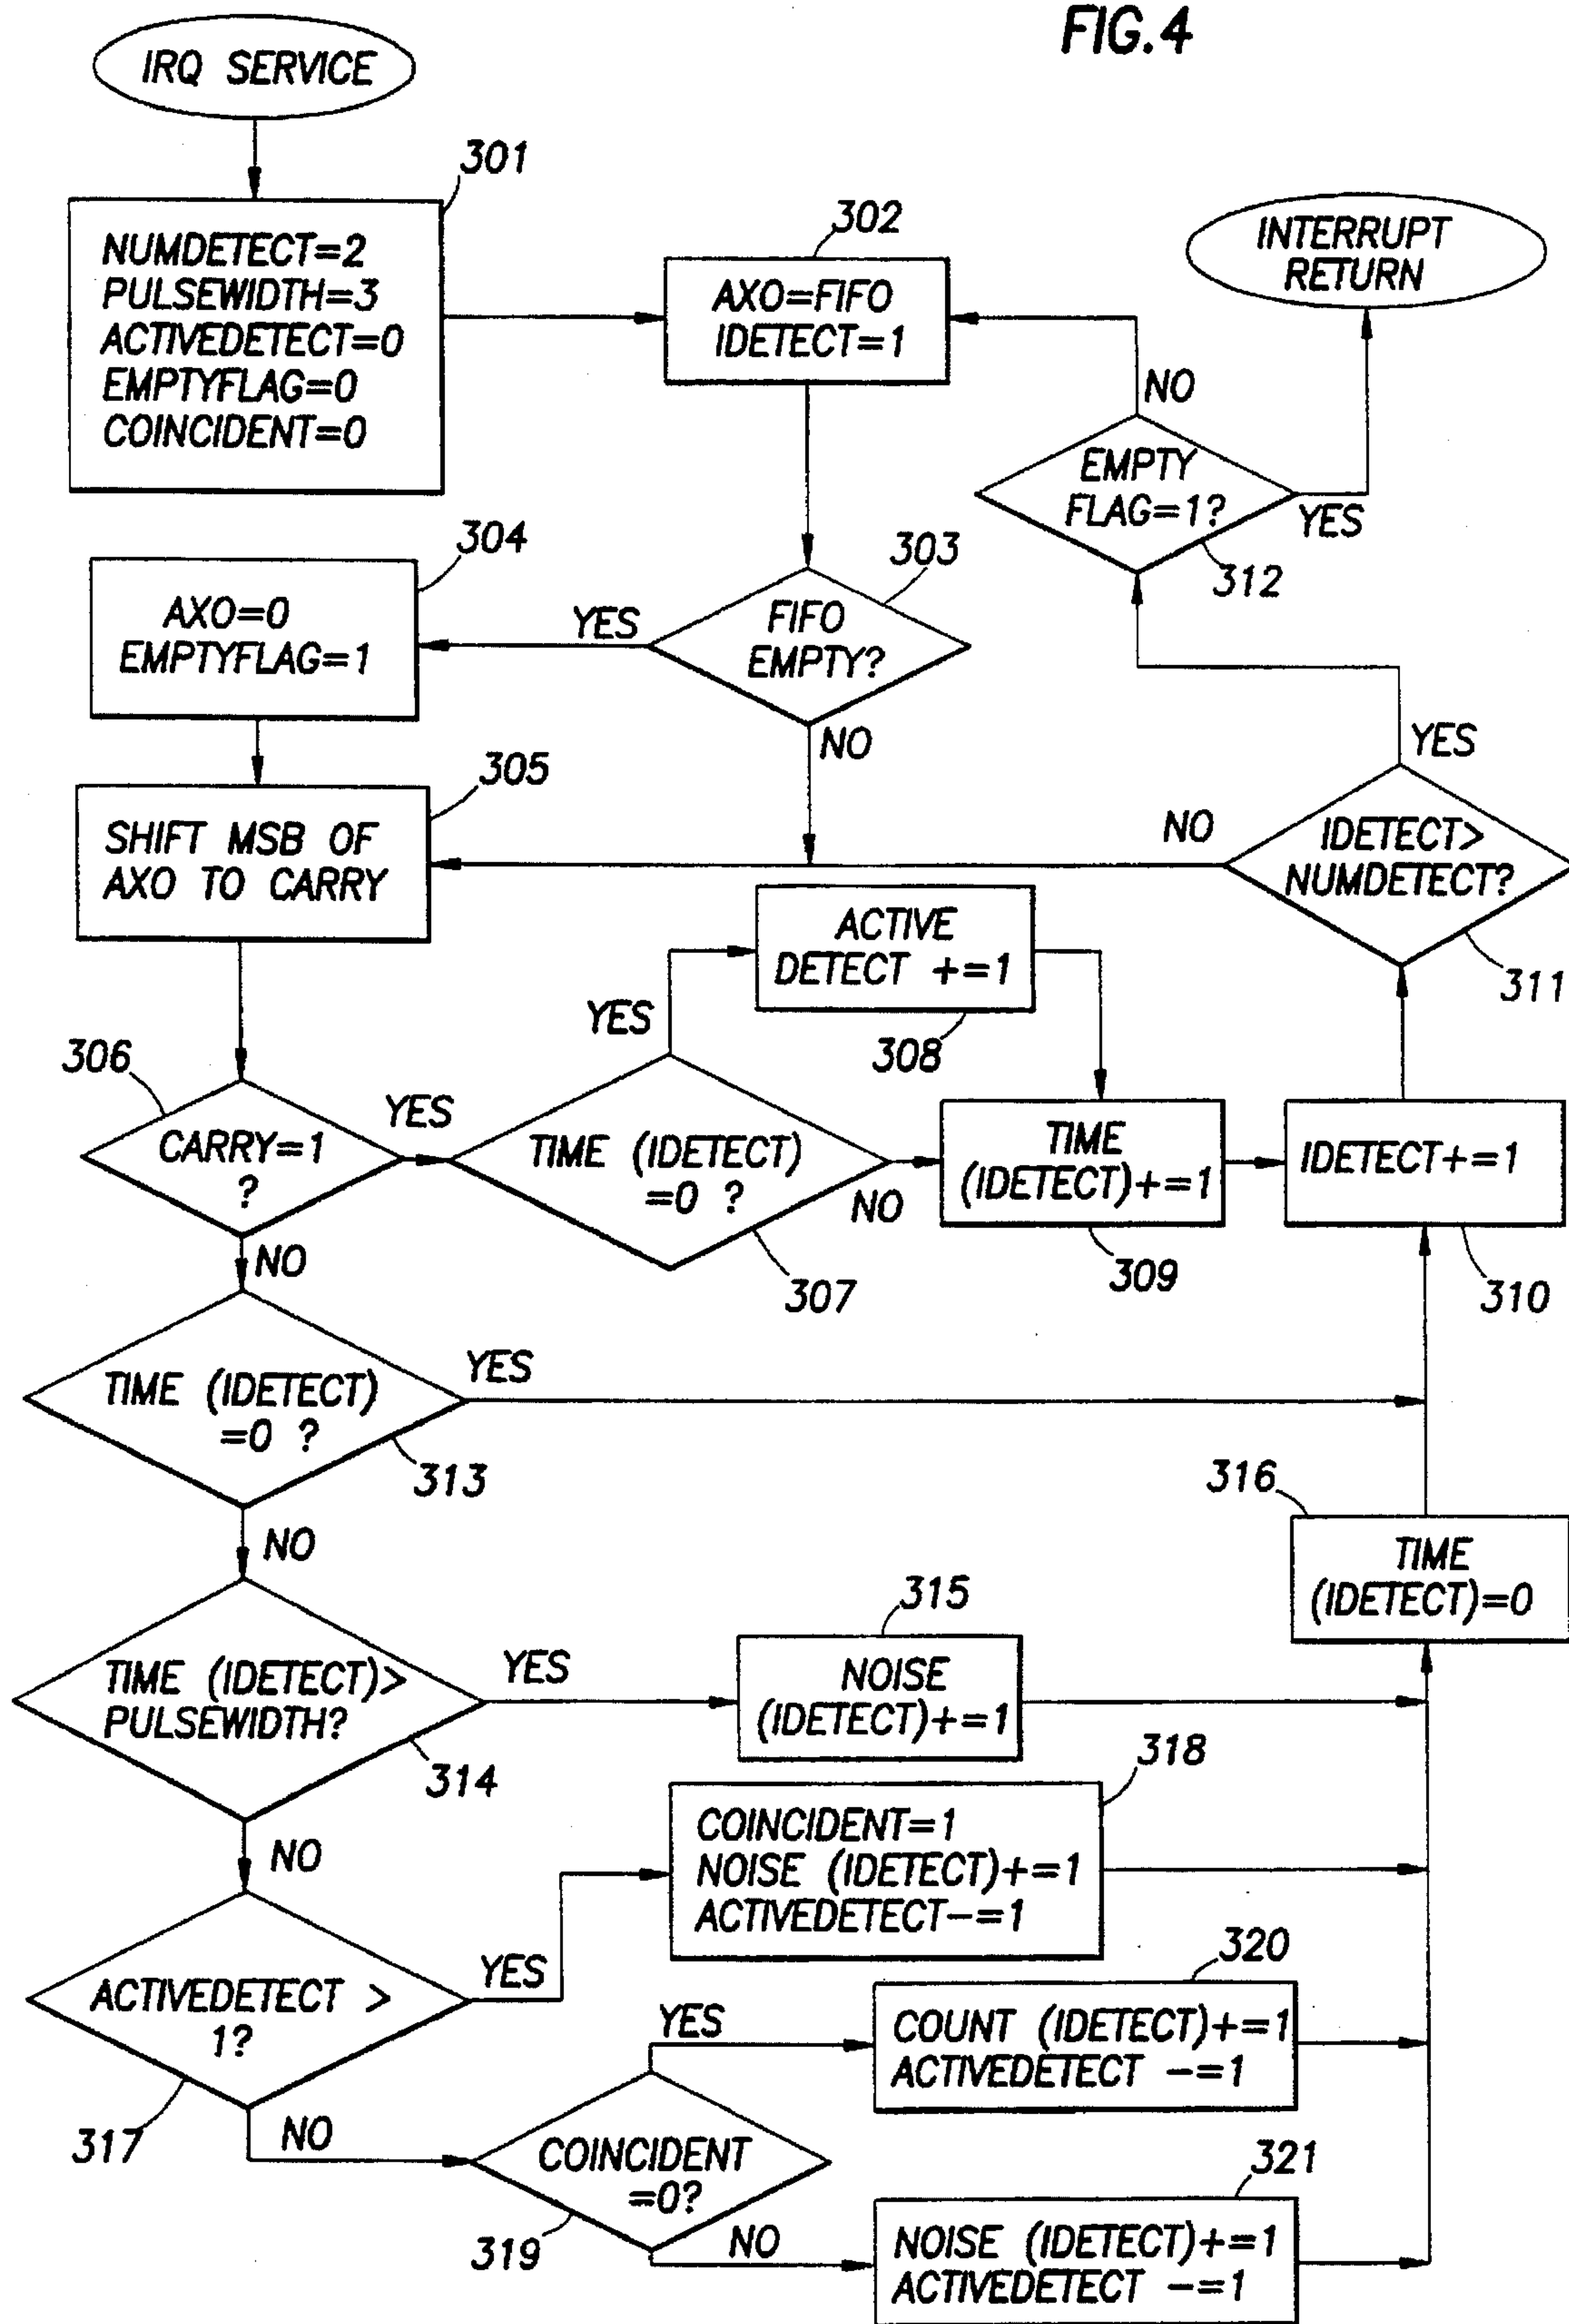 FIG.4
IRQ SERVICE
301
NUMDETECT=2
PULSEWIDTH=3
ACTIVEDETECT=0
EMPTYFLAG=0
COINCIDENT=0
302
AXO=FIFO
IDETECT=1
INTERRUPT
RETURN
NO
EMPTY
FLAG=1?
YES
312
304
AXO=0
EMPTYFLAG=1
YES
303
FIFO
EMPTY?
NO
305
SHIFT MSB OF
AXO TO CARRY
YES
NO
IDETECT>
NUMDETECT?
311
ACTIVE
DETECT +=1
308
YES
306
CARRY=1
?
YES
TIME (IDETECT)
=0 ?
NO
307
TIME
(IDETECT)+=1
309
IDETECT+=1
310
NO
TIME (IDETECT)
=0 ?
YES
313
NO
316
TIME
(IDETECT)=0
TIME (IDETECT)>
PULSEWIDTH?
YES
314
315
NOISE
(IDETECT)+=1
NO
318
COINCIDENT=1
NOISE (IDETECT)+=1
ACTIVEDETECT-=1
ACTIVEDETECT >
1?
YES
317
NO
320
COUNT (IDETECT)+=1
ACTIVEDETECT -=1
YES
COINCIDENT
=0?
319
NO
321
NOISE (IDETECT)+=1
ACTIVEDETECT -=1